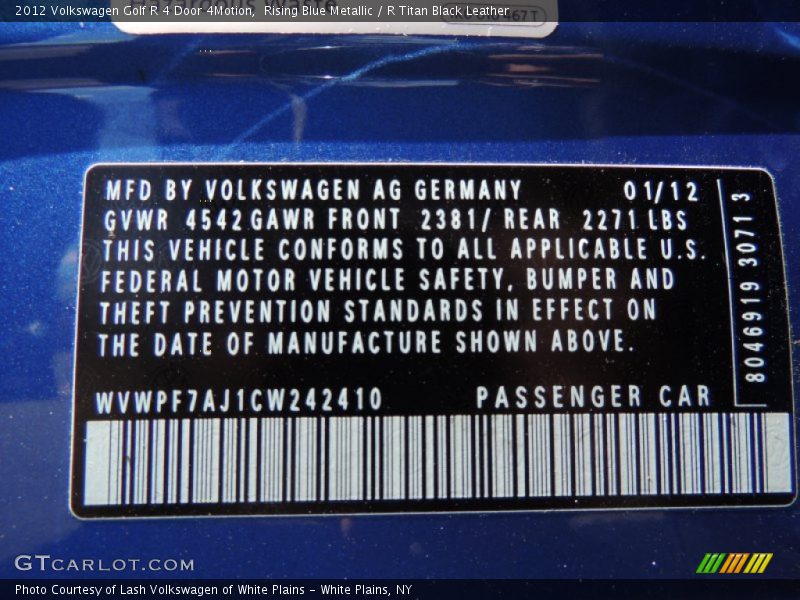 2012 Volkswagen Golf R 4 Door 4Motion,  Rising Blue Metallic / R Titan Black Leather
Hazardous Waste
MFD BY VOLKSWAGEN AG GERMANY 01/12
GVWR 4542 GAWR FRONT 2381/ REAR 2271 LBS
THIS VEHICLE CONFORMS TO ALL APPLICABLE U.S.
FEDERAL MOTOR VEHICLE SAFETY, BUMPER AND
THEFT PREVENTION STANDARDS IN EFFECT ON
THE DATE OF MANUFACTURE SHOWN ABOVE.
8046919 30713
WVWPF7AJ1CW242410 PASSENGER CAR
GTCARLOT.COM
Photo Courtesy of Lash Volkswagen of White Plains - White Plains, NY